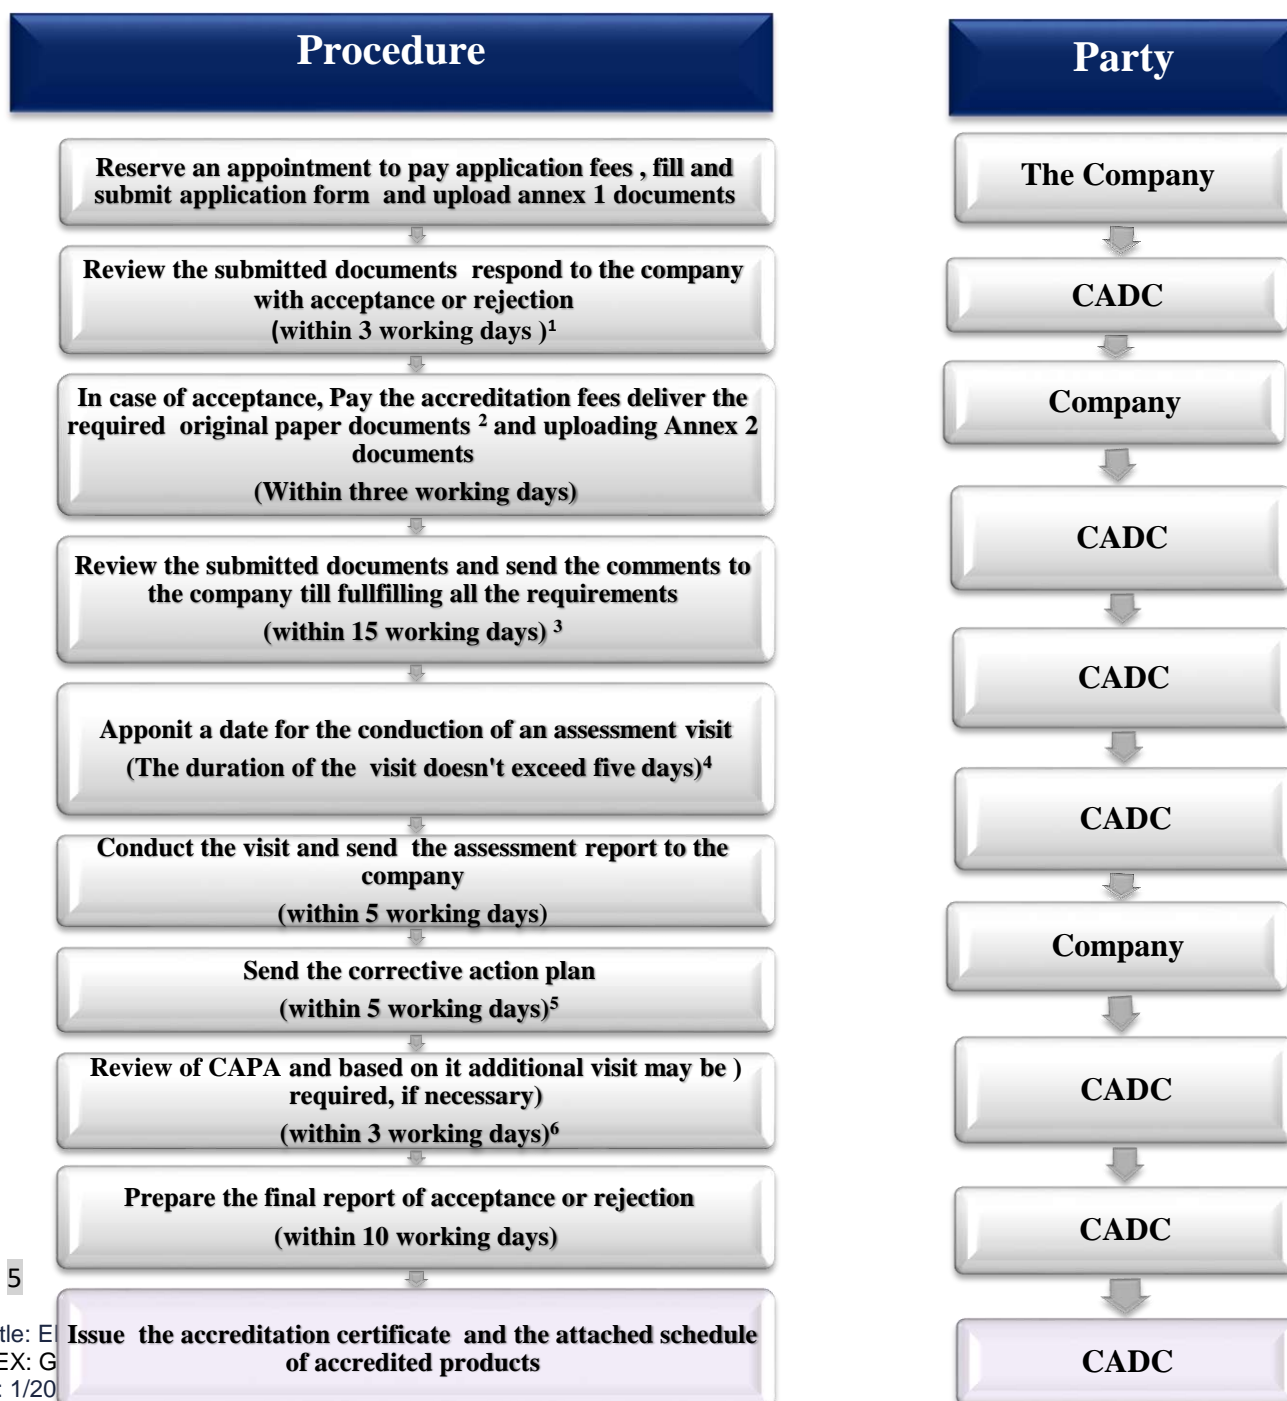 Procedure
Party
Reserve an appointment to pay application fees , fill and
submit application form and upload annex 1 documents
The Company
Review the submitted documents respond to the company
with acceptance or rejection
(within 3 working days )¹
CADC
In case of acceptance, Pay the accreditation fees deliver the
required original paper documents ² and uploading Annex 2
documents
(Within three working days)
Company
Review the submitted documents and send the comments to
the company till fullfilling all the requirements
(within 15 working days) ³
CADC
Apponit a date for the conduction of an assessment visit
(The duration of the visit doesn't exceed five days)⁴
CADC
Conduct the visit and send the assessment report to the
company
(within 5 working days)
CADC
Send the corrective action plan
(within 5 working days)⁵
Company
Review of CAPA and based on it additional visit may be )
required, if necessary)
(within 3 working days)⁶
CADC
Prepare the final report of acceptance or rejection
(within 10 working days)
CADC
Issue the accreditation certificate and the attached schedule
of accredited products
CADC
5
tle: E
EX: G
: 1/20